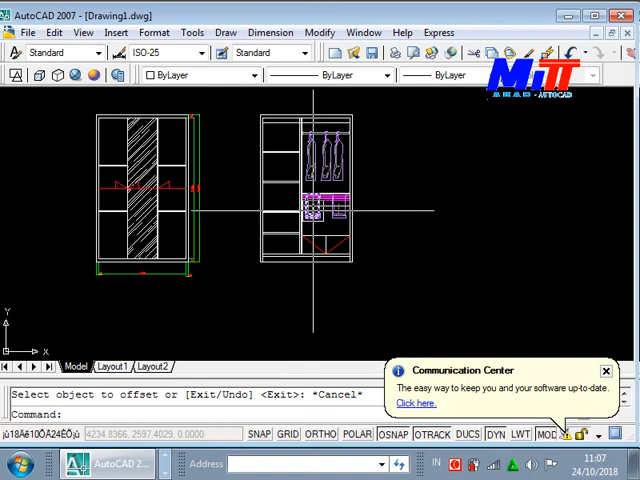 AutoCAD 2007 - [Drawing1.dwg]
File Edit View Insert Format Tools Draw Dimension Modify Window Help Express
Standard ISO-25 Standard
ByLayer ByLayer ByLayer
AKAD - AUTOCAD
Y
X
Model Layout1 Layout2
Communication Center
The easy way to keep you and your software up-to-date.
Click here.
Select object to offset or [Exit/Undo] <Exit>: *Cancel*
Command:
4234.8366, 2597.4029, 0.0000 SNAP GRID ORTHO POLAR OSNAP OTRACK DUCS DYN LWT MOD
AutoCAD 2... Address IN 11:07
24/10/2018